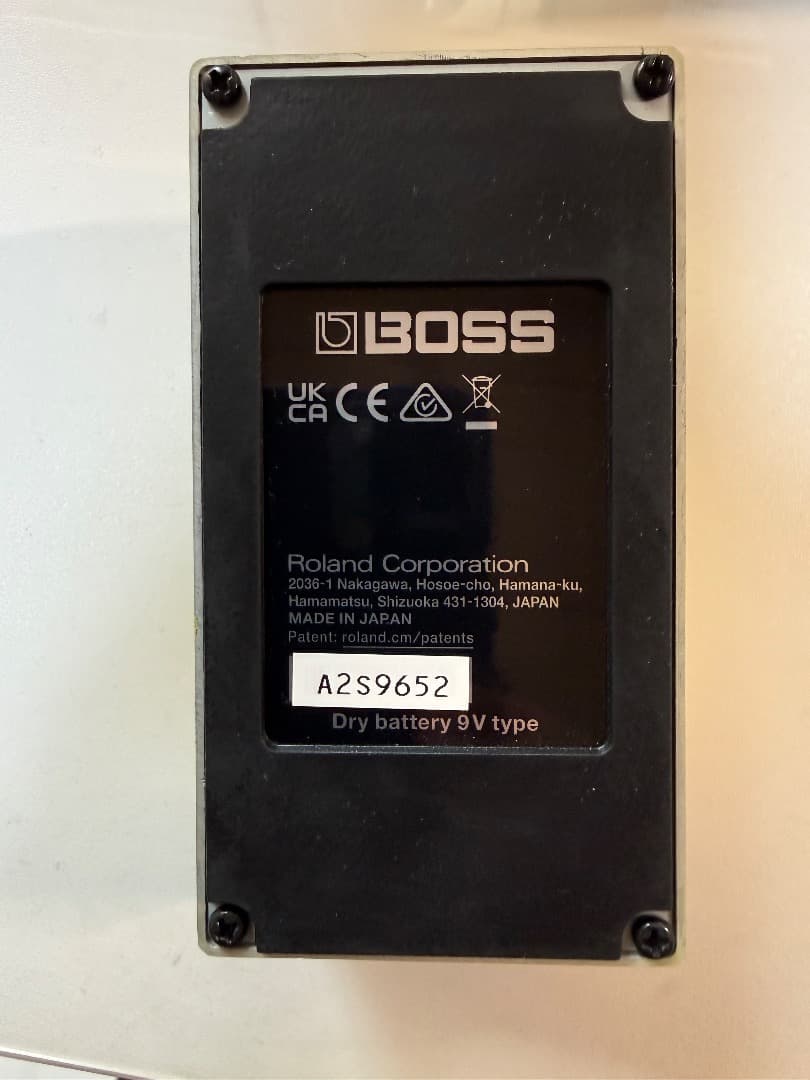 BOSS
UK
CA CE
Roland Corporation
2036-1 Nakagawa, Hosoe-cho, Hamana-ku,
Hamamatsu, Shizuoka 431-1304, JAPAN
MADE IN JAPAN
Patent: roland.cm/patents
A2S9652
Dry battery 9V type